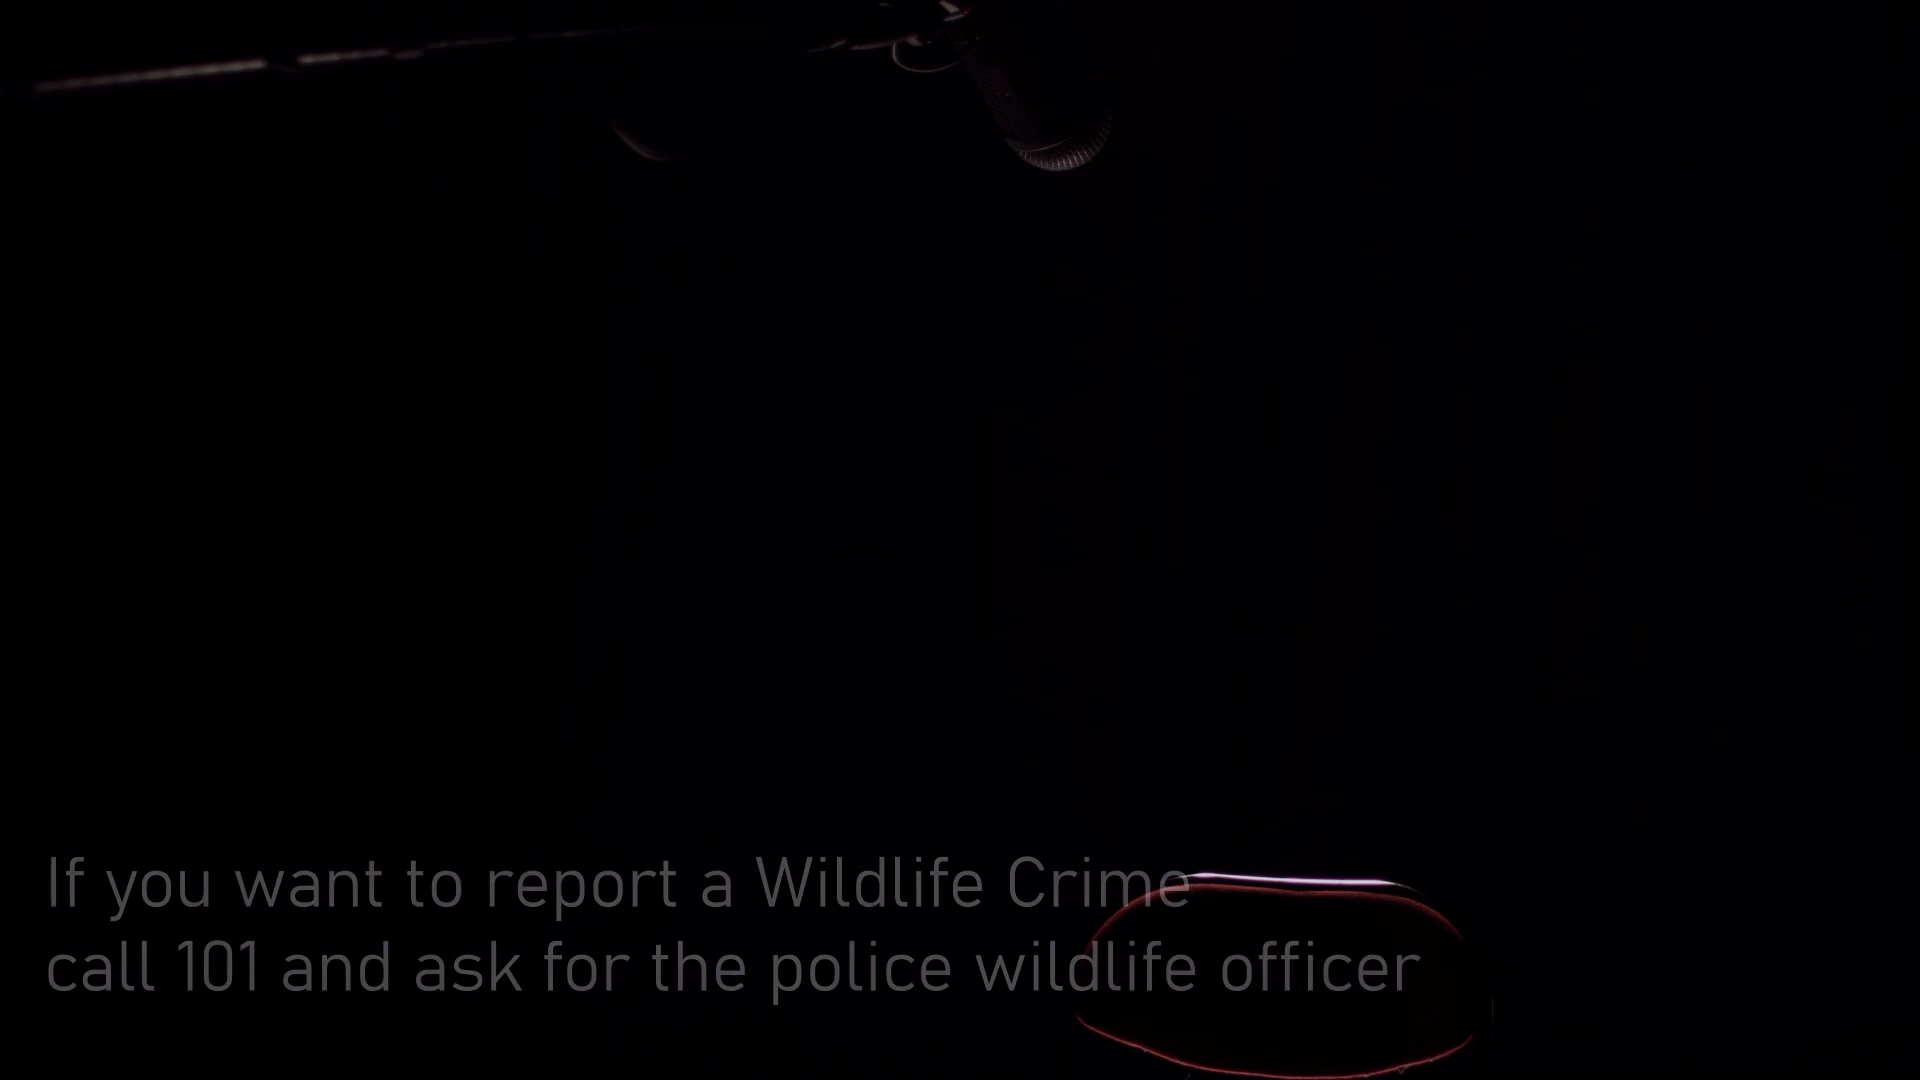 If you want to report a Wildlife Crime
call 101 and ask for the police wildlife officer